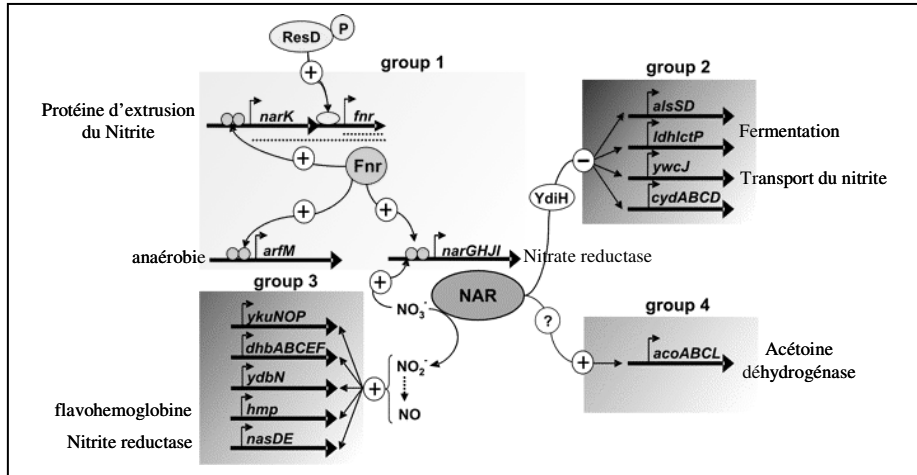 ResD
P
+
group 1
Protéine d'extrusion
du Nitrite
narK
fnr
+
Fnr
+
+
anaérobie
arfM
narGHJI
Nitrate reductase
group 2
alsSD
ldhlctP
ywcJ
cydABCD
Fermentation
Transport du nitrite
−
YdiH
group 3
ykuNOP
dhbABCEF
ydbN
hmp
nasDE
flavohemoglobine
Nitrite reductase
+
NO3-
NAR
+
NO2-
NO
?
+
group 4
acoABCL
Acétoine
déhydrogénase